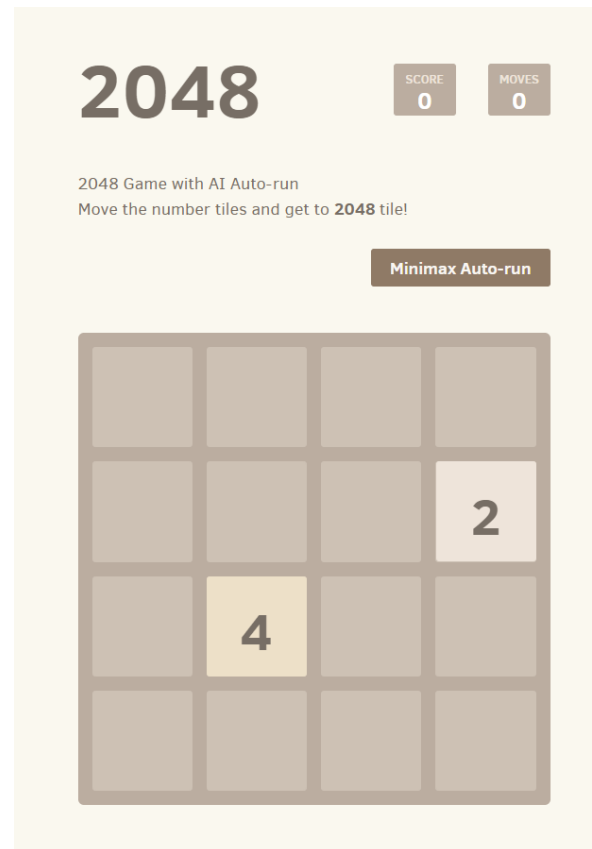 2048
SCORE
0
MOVES
0
2048 Game with AI Auto-run
Move the number tiles and get to 2048 tile!
Minimax Auto-run
2
4